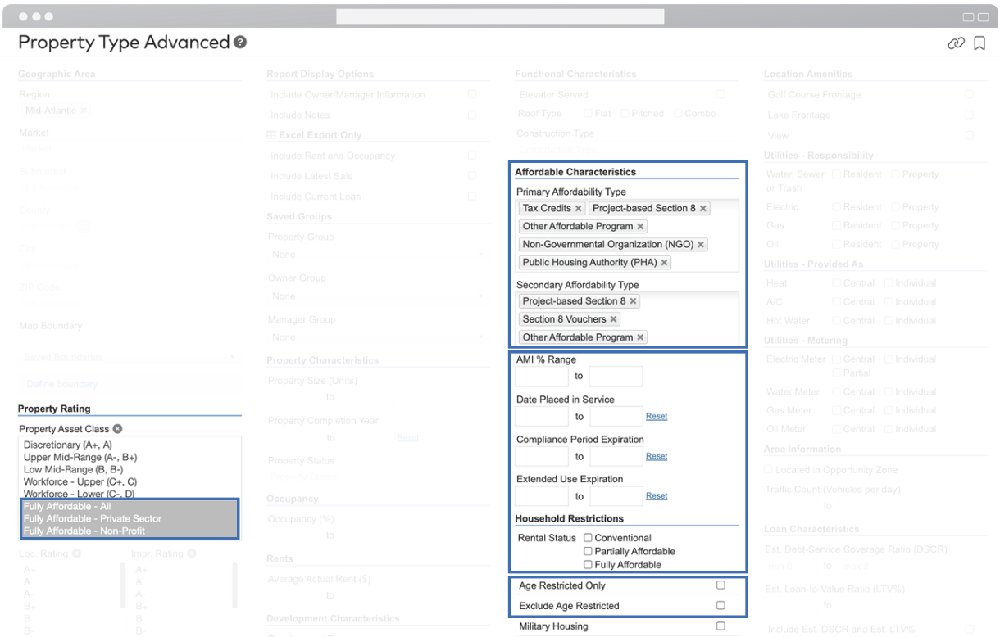 Property Type Advanced ?
Geographic Area
Region
Mid-Atlantic ×
Market
Market
Submarket
County
City
ZIP Code
Map Boundary
Saved Boundaries
Define boundary
Property Rating
Property Asset Class
Discretionary (A+, A)
Upper Mid-Range (A-, B+)
Low Mid-Range (B, B-)
Workforce - Upper (C+, C)
Workforce - Lower (C-, D)
Fully Affordable - All
Fully Affordable - Private Sector
Fully Affordable - Non-Profit
Loc. Rating Impr. Rating
A+ A+
A A
A- A-
B+ B+
B B
B- B-
Report Display Options
Include Owner/Manager Information
Include Notes
Excel Export Only
Include Rent and Occupancy
Include Latest Sale
Include Current Loan
Saved Groups
Property Group
None
Owner Group
None
Manager Group
None
Property Characteristics
Property Size (Units)
to
Property Completion Year
to Reset
Property Status
Property Status
Occupancy
Occupancy (%)
to
Rents
Average Actual Rent ($)
to
Development Characteristics
Functional Characteristics
Elevator Served
Roof Type Flat Pitched Combo
Construction Type
Construction Type
Affordable Characteristics
Primary Affordability Type
Tax Credits × Project-based Section 8 ×
Other Affordable Program ×
Non-Governmental Organization (NGO) ×
Public Housing Authority (PHA) ×
Secondary Affordability Type
Project-based Section 8 ×
Section 8 Vouchers ×
Other Affordable Program ×
AMI % Range
to
Date Placed in Service
to Reset
Compliance Period Expiration
to Reset
Extended Use Expiration
to Reset
Household Restrictions
Rental Status Conventional
Partially Affordable
Fully Affordable
Age Restricted Only
Exclude Age Restricted
Military Housing
Location Amenities
Golf Course Frontage
Lake Frontage
View
Utilities - Responsibility
Water, Sewer Resident Property
or Trash
Electric Resident Property
Gas Resident Property
Oil Resident Property
Utilities - Provided As
Heat Central Individual
A/C Central Individual
Hot Water Central Individual
Utilities - Metering
Electric Meter Central Individual
Partial
Water Meter Central Individual
Gas Meter Central Individual
Oil Meter Central Individual
Area Information
Located in Opportunity Zone
Traffic Count (Vehicles per day)
to
Loan Characteristics
Est. Debt-Service Coverage Ratio (DSCR)
min 0 to max 3
Est. Loan-to-Value Ratio (LTV%)
to
Include Est. DSCR and Est. LTV%